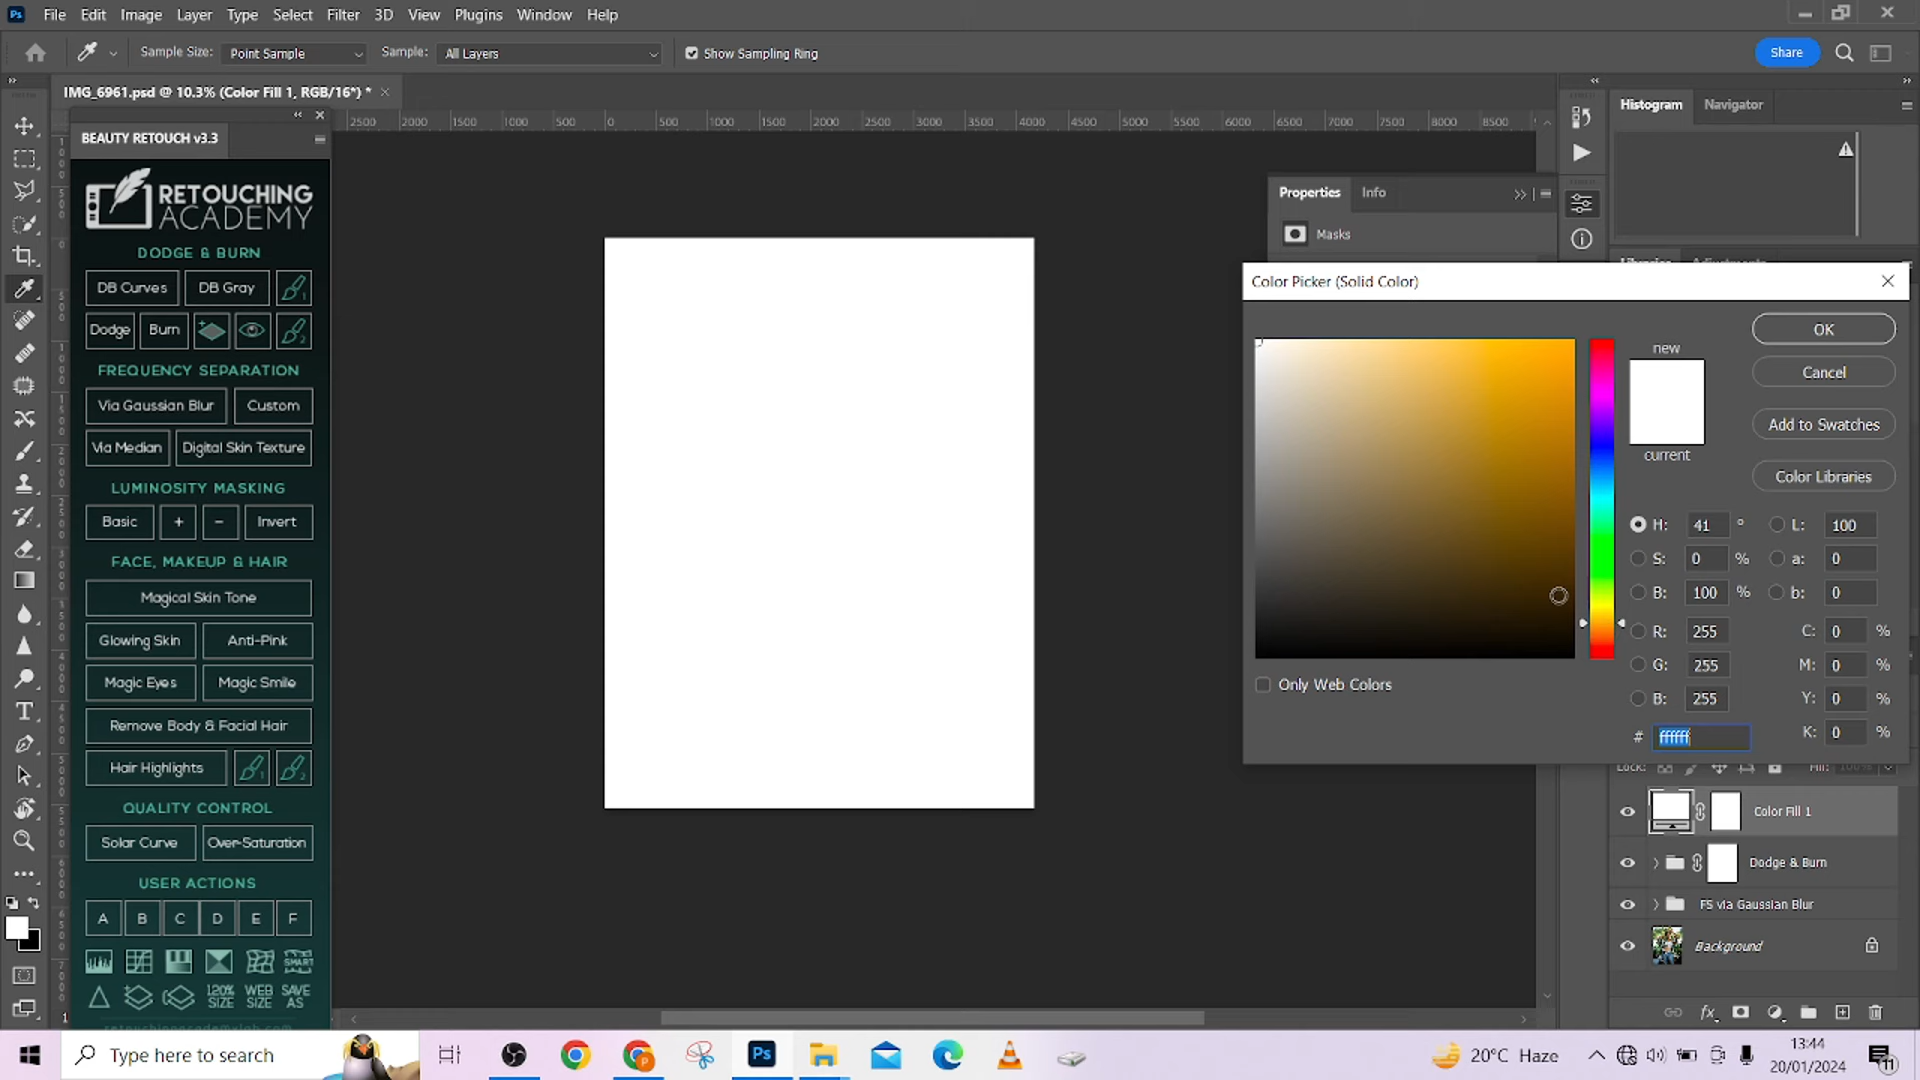 Ps File Edit Image Layer Type Select Filter 3D View Plugins Window Help
Sample Size: Point Sample Sample: All Layers Show Sampling Ring Share
IMG_6961.psd @ 10.3% (Color Fill 1, RGB/16*) *
BEAUTY RETOUCH v3.3
2500 2000 1500 1000 500 0 500 1000 1500 2000 2500 3000 3500 4000 4500 5000 5500 6000 6500 7000 7500 8000 8500
Histogram Navigator
RETOUCHING
ACADEMY
DODGE & BURN
DB Curves DB Gray
Dodge Burn
FREQUENCY SEPARATION
Via Gaussian Blur Custom
Via Median Digital Skin Texture
LUMINOSITY MASKING
Basic + − Invert
FACE, MAKEUP & HAIR
Magical Skin Tone
Glowing Skin Anti-Pink
Magic Eyes Magic Smile
Remove Body & Facial Hair
Hair Highlights
QUALITY CONTROL
Solar Curve Over-Saturation
USER ACTIONS
A B C D E F
SMART
120% SIZE WEB SIZE SAVE AS
Properties Info
Masks
Color Picker (Solid Color)
new
current
OK
Cancel
Add to Swatches
Color Libraries
H: 41 ° L: 100
S: 0 % a: 0
B: 100 % b: 0
R: 255 C: 0 %
G: 255 M: 0 %
B: 255 Y: 0 %
# ffffff K: 0 %
Only Web Colors
Lock: Fill: 100%
Color Fill 1
Dodge & Burn
FS via Gaussian Blur
Background
fx
Type here to search
Ps
20°C Haze
13:44
20/01/2024
11